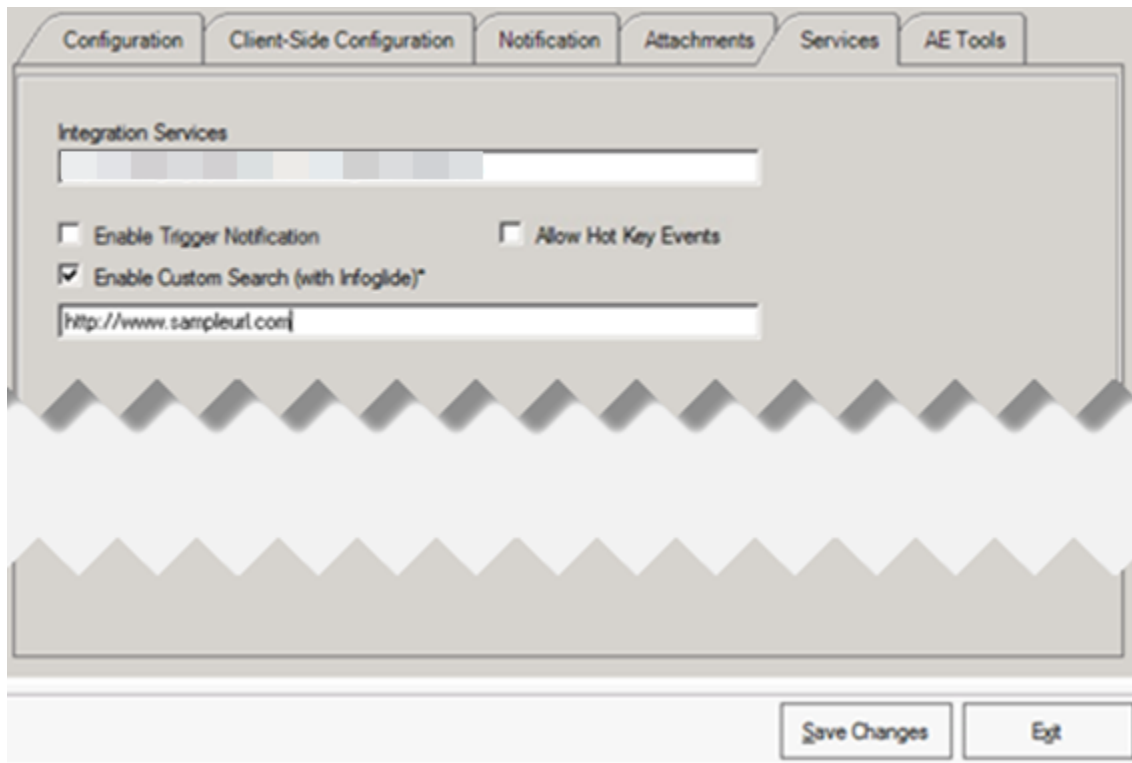 Configuration Client-Side Configuration Notification Attachments Services AE Tools
Integration Services
Enable Trigger Notification Allow Hot Key Events
Enable Custom Search (with Infoglide)*
http://www.sampleurl.com
Save Changes Exit